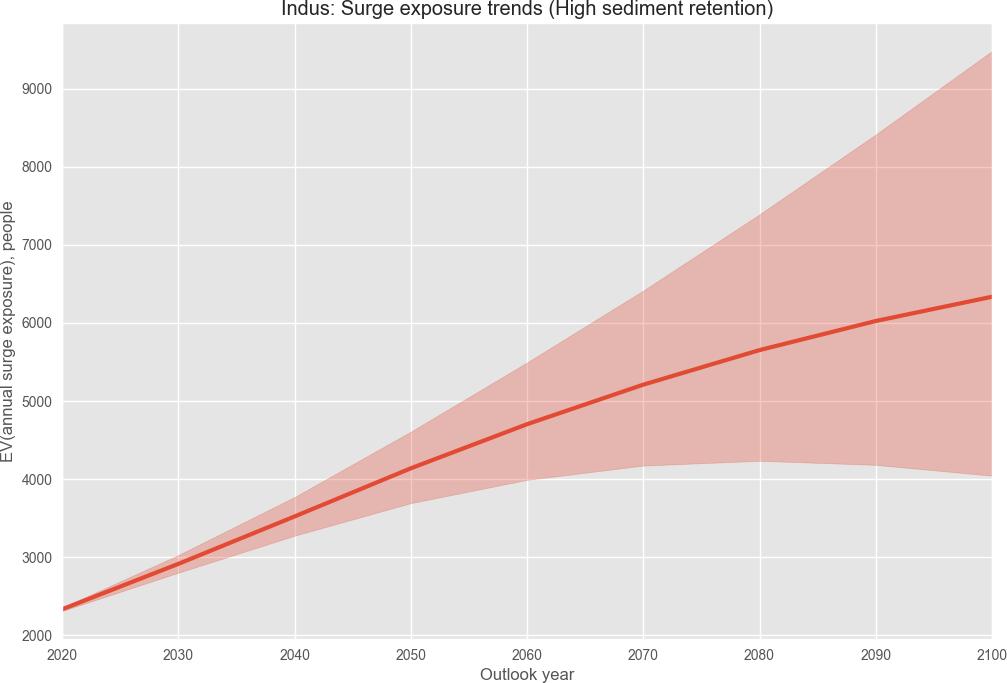 Indus: Surge exposure trends (High sediment retention)
EV(annual surge exposure), people
9000
8000
7000
6000
5000
4000
3000
2000
2020 2030 2040 2050 2060 2070 2080 2090 2100
Outlook year